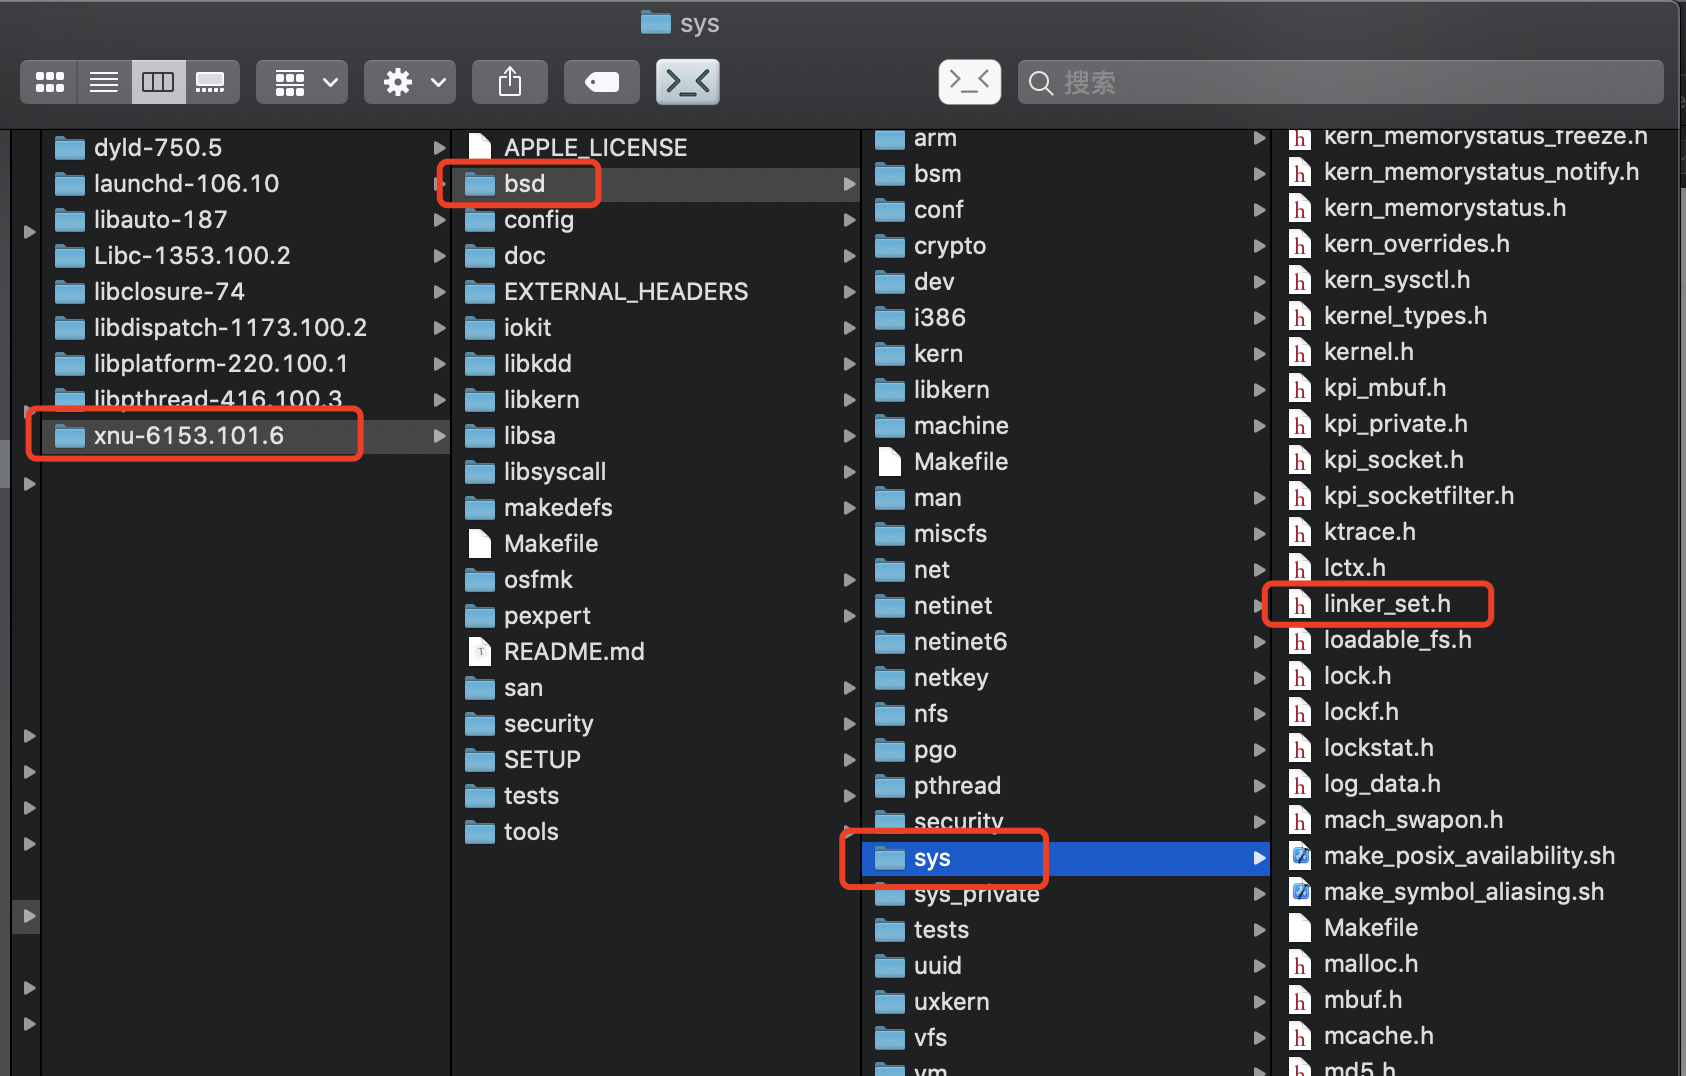 sys
搜索
dyld-750.5
launchd-106.10
libauto-187
Libc-1353.100.2
libclosure-74
libdispatch-1173.100.2
libplatform-220.100.1
libpthread-416.100.3
xnu-6153.101.6
APPLE_LICENSE
bsd
config
doc
EXTERNAL_HEADERS
iokit
libkdd
libkern
libsa
libsyscall
makedefs
Makefile
osfmk
pexpert
README.md
san
security
SETUP
tests
tools
arm
bsm
conf
crypto
dev
i386
kern
libkern
machine
Makefile
man
miscfs
net
netinet
netinet6
netkey
nfs
pgo
pthread
security
sys
sys_private
tests
uuid
uxkern
vfs
vm
kern_memorystatus_freeze.h
kern_memorystatus_notify.h
kern_memorystatus.h
kern_overrides.h
kern_sysctl.h
kernel_types.h
kernel.h
kpi_mbuf.h
kpi_private.h
kpi_socket.h
kpi_socketfilter.h
ktrace.h
lctx.h
linker_set.h
loadable_fs.h
lock.h
lockf.h
lockstat.h
log_data.h
mach_swapon.h
make_posix_availability.sh
make_symbol_aliasing.sh
Makefile
malloc.h
mbuf.h
mcache.h
md5.h